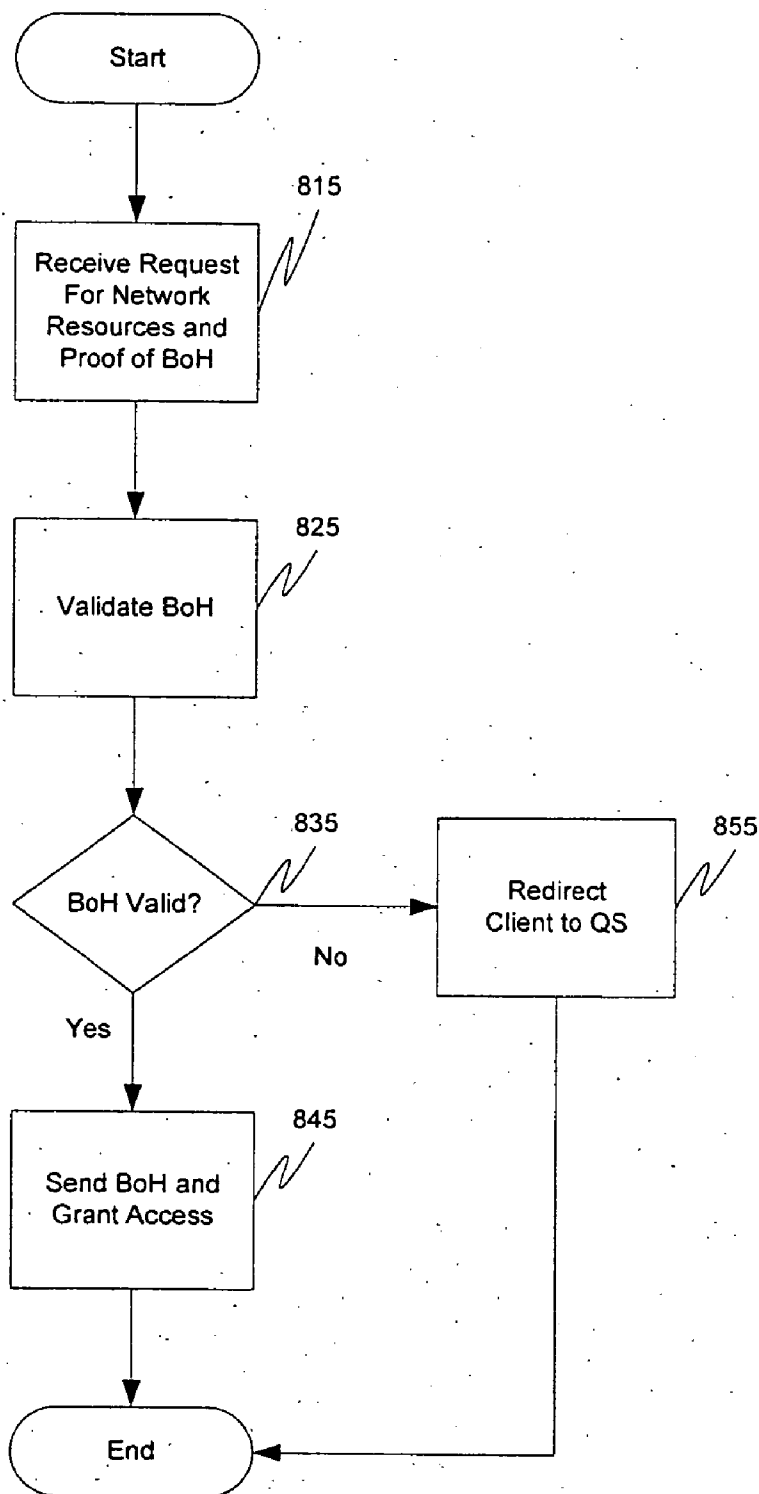 Start
815
Receive Request
For Network
Resources and
Proof of BoH
825
Validate BoH
835
BoH Valid?
855
Redirect
Client to QS
No
Yes
845
Send BoH and
Grant Access
End